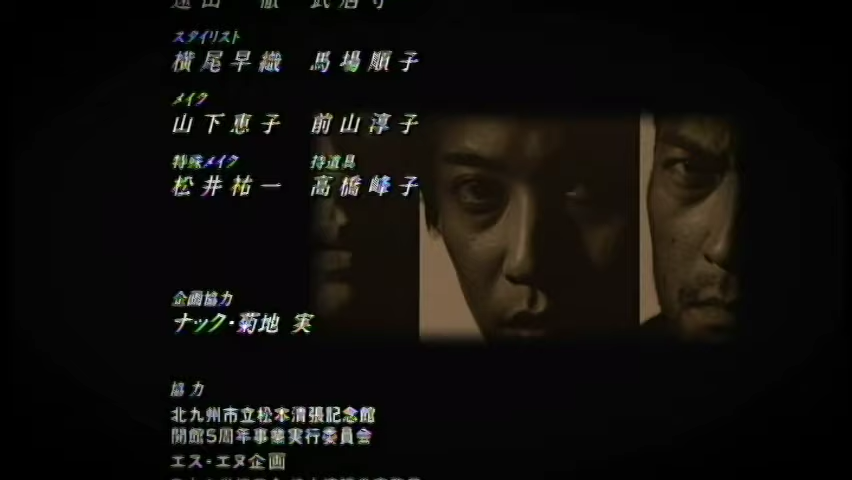 スタイリスト
横尾早織 馬場順子
メイク
山下恵子 前山淳子
特殊メイク 持道具
松井祐一 高橋峰子
企画協力
ナック・菊地 実
協力
北九州市立松本清張記念館
開館5周年事業実行委員会
エス・エヌ企画